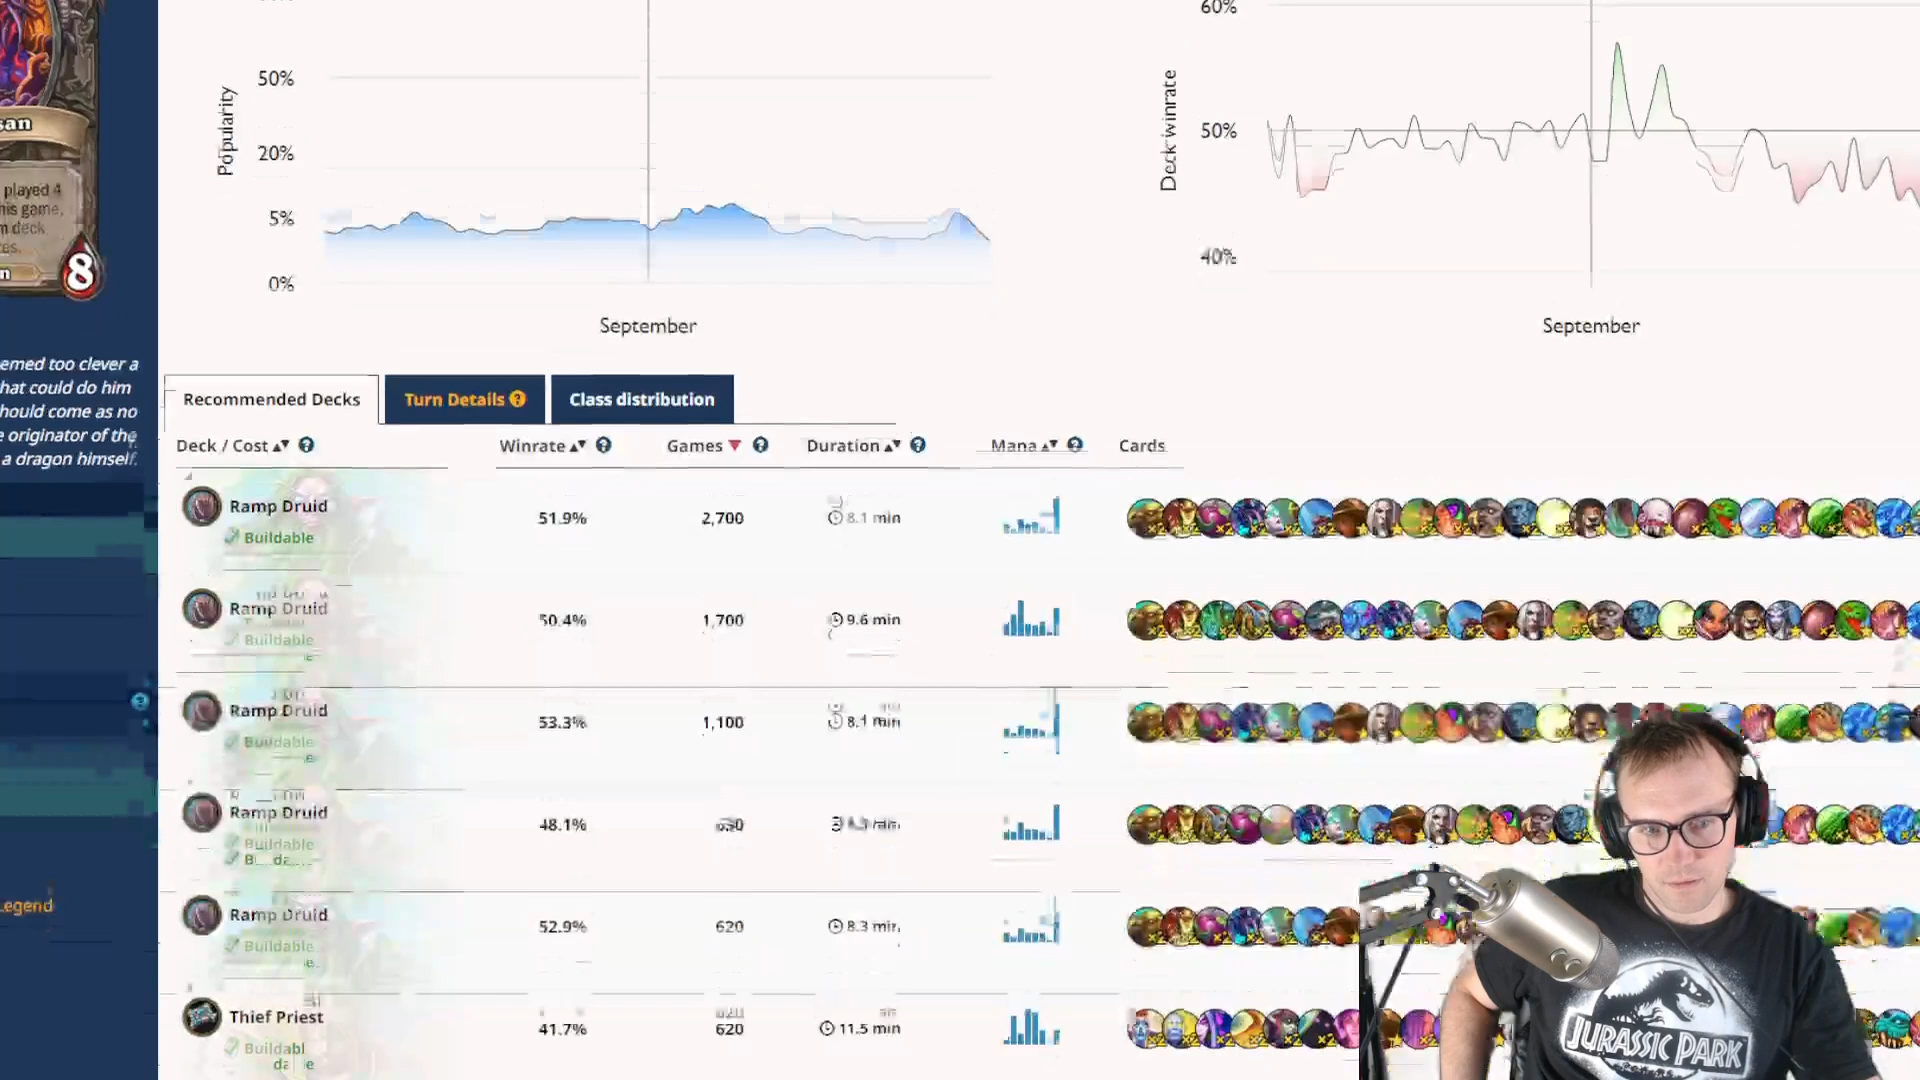 san
played 4
his game,
m deck
es.
n
8
emed too clever a
hat could do him
hould come as no
e originator of the
a dragon himself.
Legend
Popularity
50%
20%
5%
0%
September
Deck winrate
60%
50%
40%
September
Recommended Decks
Turn Details
Class distribution
Deck / Cost
Winrate
Games
Duration
Mana
Cards
Ramp Druid
Buildable
51.9%
2,700
8.1 min
Ramp Druid
Buildable
50.4%
1,700
9.6 min
Ramp Druid
Buildable
53.3%
1,100
8.1 min
Ramp Druid
Buildable
48.1%
Ramp Druid
Buildable
52.9%
620
8.3 min
Thief Priest
Buildable
41.7%
620
11.5 min
JURASSIC PARK